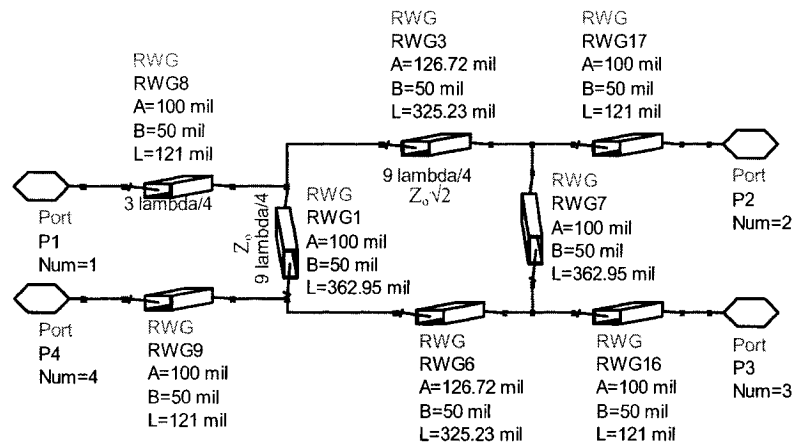 RWG
RWG8
A=100 mil
B=50 mil
L=121 mil
RWG
RWG3
A=126.72 mil
B=50 mil
L=325.23 mil
RWG
RWG17
A=100 mil
B=50 mil
L=121 mil
3 lambda/4
9 lambda/4
Zₒ√2
Port
P1
Num=1
Zₒ
9 lambda/4
RWG
RWG1
A=100 mil
B=50 mil
L=362.95 mil
RWG
RWG7
A=100 mil
B=50 mil
L=362.95 mil
Port
P2
Num=2
Port
P4
Num=4
RWG
RWG9
A=100 mil
B=50 mil
L=121 mil
RWG
RWG6
A=126.72 mil
B=50 mil
L=325.23 mil
RWG
RWG16
A=100 mil
B=50 mil
L=121 mil
Port
P3
Num=3